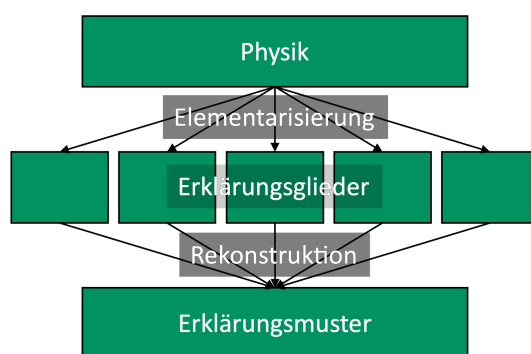 Physik
Elementarisierung
Erklärungsglieder
Rekonstruktion
Erklärungsmuster